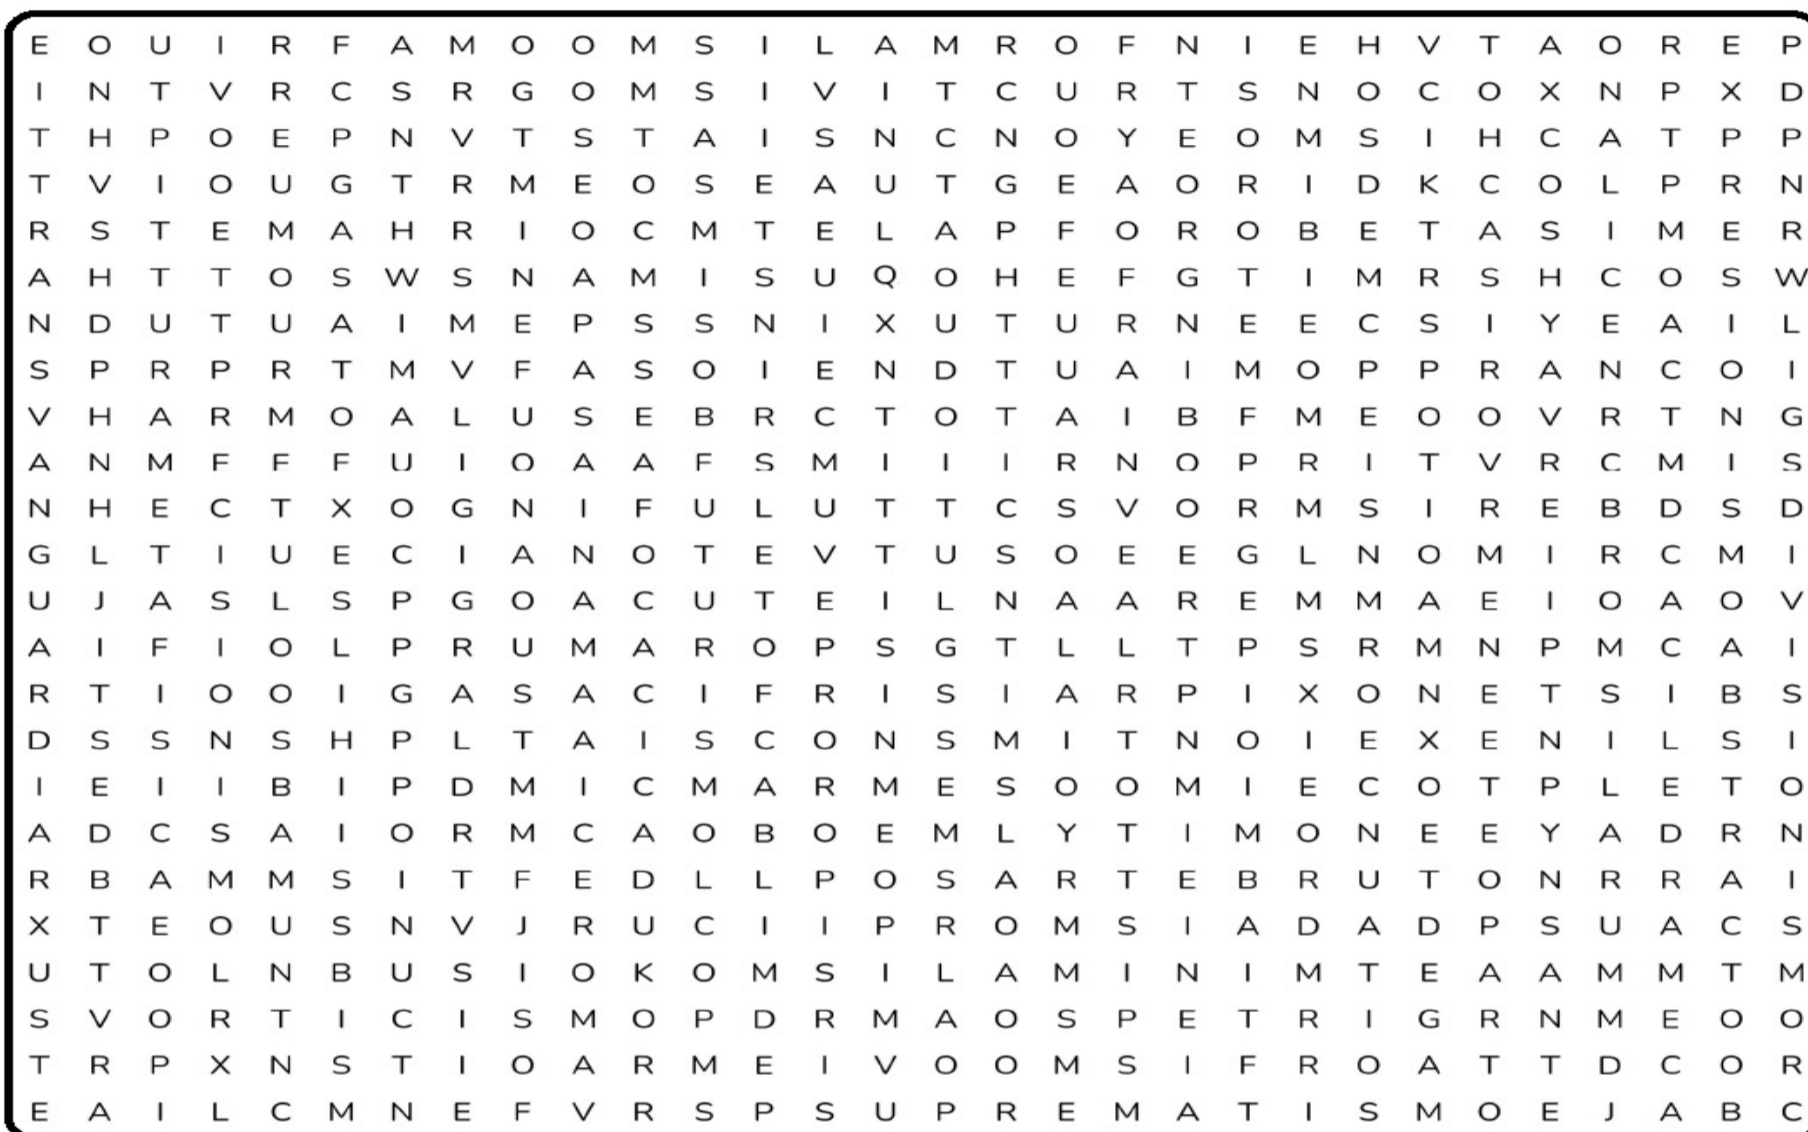 E O U I R F A M O O M S I L A M R O F N I E H V T A O R E P
I N T V R C S R G O M S I V I T C U R T S N O C O X N P X D
T H P O E P N V T S T A I S N C N O Y E O M S I H C A T P P
T V I O U G T R M E O S E A U T G E A O R I D K C O L P R N
R S T E M A H R I O C M T E L A P F O R O B E T A S I M E R
A H T T O S W S N A M I S U Q O H E F G T I M R S H C O S W
N D U T U A I M E P S S N I X U T U R N E E C S I Y E A I L
S P R P R T M V F A S O I E N D T U A I M O P P R A N C O I
V H A R M O A L U S E B R C T O T A I B F M E O O V R T N G
A N M F F F U I O A A F S M I I I R N O P R I T V R C M I S
N H E C T X O G N I F U L U T T C S V O R M S I R E B D S D
G L T I U E C I A N O T E V T U S O E E G L N O M I R C M I
U J A S L S P G O A C U T E I L N A A R E M M A E I O A O V
A I F I O L P R U M A R O P S G T L L T P S R M N P M C A I
R T I O O I G A S A C I F R I S I A R P I X O N E T S I B S
D S S N S H P L T A I S C O N S M I T N O I E X E N I L S I
I E I I B I P D M I C M A R M E S O O M I E C O T P L E T O
A D C S A I O R M C A O B O E M L Y T I M O N E E Y A D R N
R B A M M S I T F E D L L P O S A R T E B R U T O N R R A I
X T E O U S N V J R U C I I P R O M S I A D A D P S U A C S
U T O L N B U S I O K O M S I L A M I N I M T E A A M M T M
S V O R T I C I S M O P D R M A O S P E T R I G R N M E O O
T R P X N S T I O A R M E I V O O M S I F R O A T T D C O R
E A I L C M N E F V R S P S U P R E M A T I S M O E J A B C